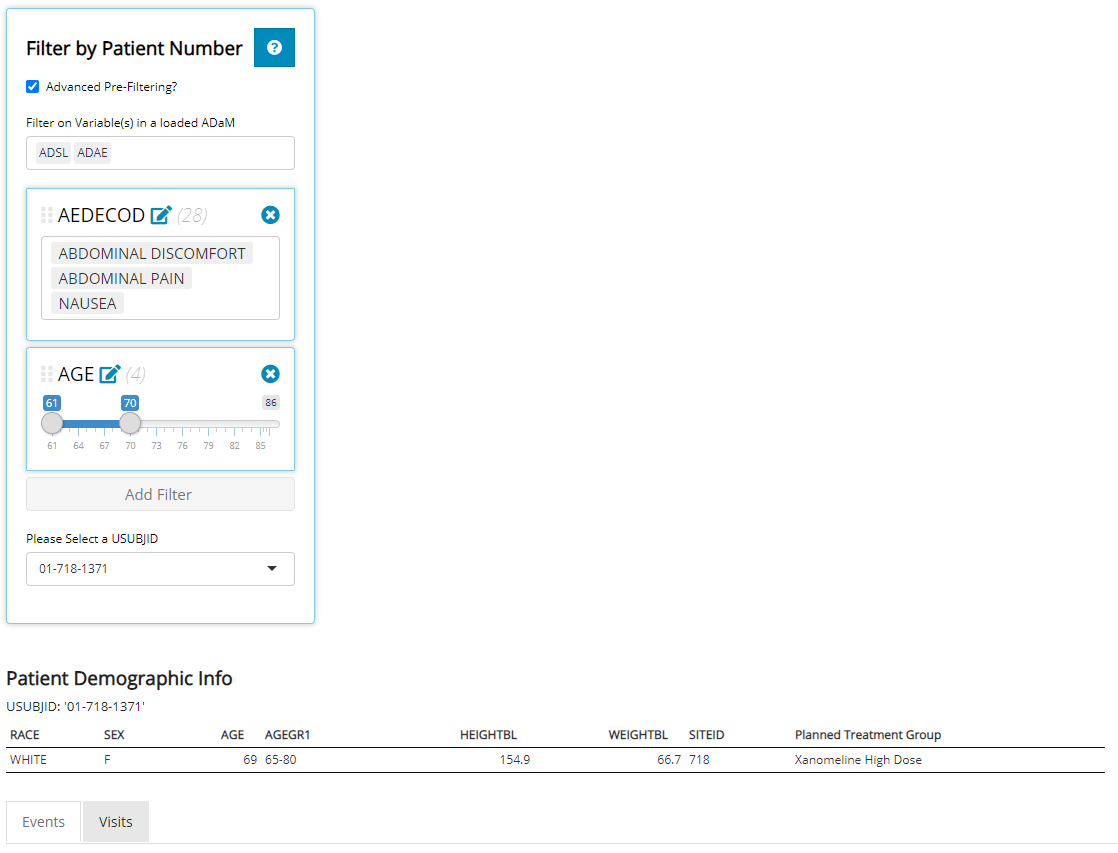 Filter by Patient Number
?
Advanced Pre-Filtering?
Filter on Variable(s) in a loaded ADaM
ADSL ADAE
AEDECOD (28)
ABDOMINAL DISCOMFORT
ABDOMINAL PAIN
NAUSEA
AGE (4)
61 70 86
61 64 67 70 73 76 79 82 85
Add Filter
Please Select a USUBJID
01-718-1371
Patient Demographic Info
USUBJID: '01-718-1371'
RACE SEX AGE AGEGR1 HEIGHTBL WEIGHTBL SITEID Planned Treatment Group
WHITE F 69 65-80 154.9 66.7 718 Xanomeline High Dose
Events Visits